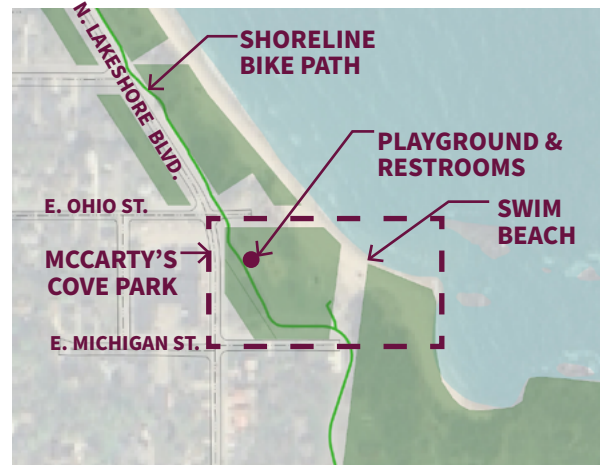 N. LAKESHORE BLVD.
SHORELINE
BIKE PATH
PLAYGROUND &
RESTROOMS
E. OHIO ST.
SWIM
BEACH
MCCARTY'S
COVE PARK
E. MICHIGAN ST.